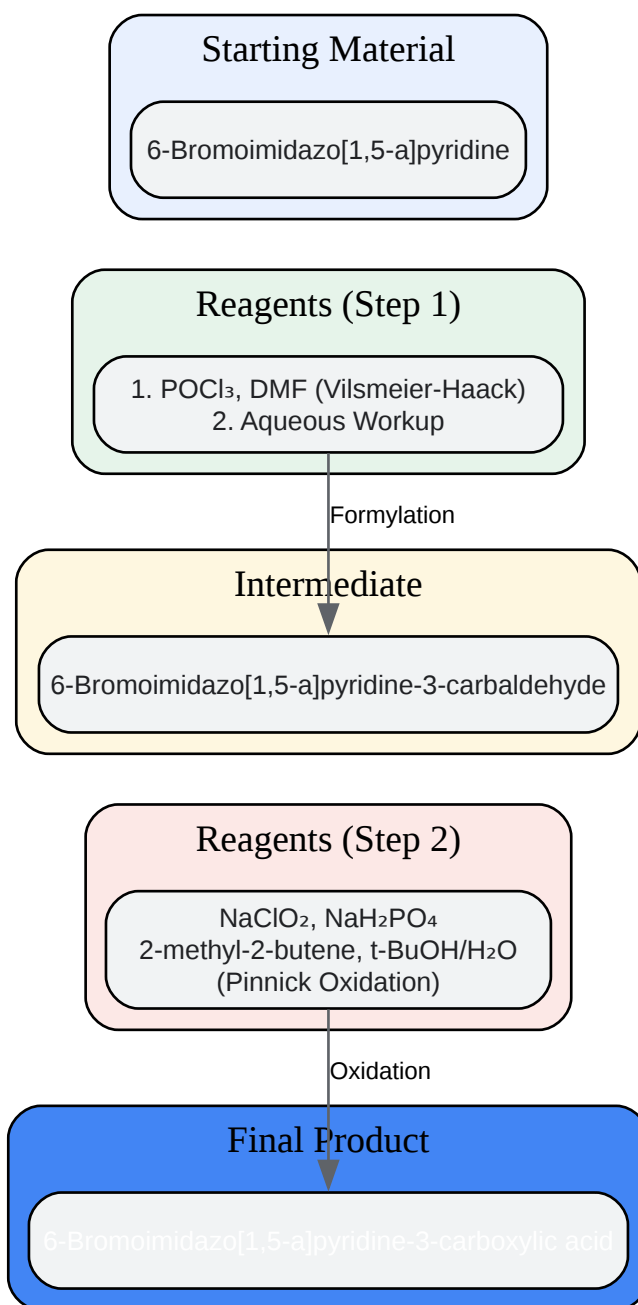 Starting Material
6-Bromoimidazo[1,5-a]pyridine
Reagents (Step 1)
1. POCl₃, DMF (Vilsmeier-Haack)
2. Aqueous Workup
Formylation
Intermediate
6-Bromoimidazo[1,5-a]pyridine-3-carbaldehyde
Reagents (Step 2)
NaClO₂, NaH₂PO₄
2-methyl-2-butene, t-BuOH/H₂O
(Pinnick Oxidation)
Oxidation
Final Product
6-Bromoimidazo[1,5-a]pyridine-3-carboxylic acid